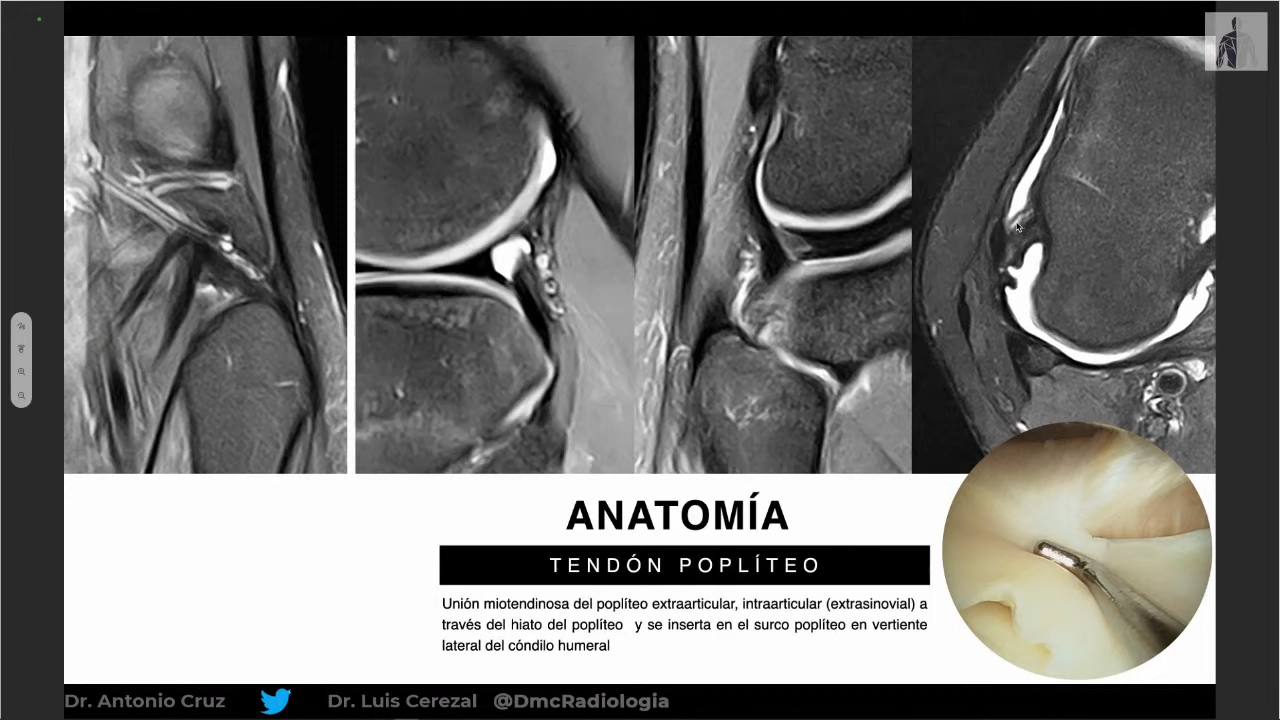 ANATOMÍA
TENDÓN POPLÍTEO
Unión miotendinosa del poplíteo extraarticular, intraarticular (extrasinovial) a
través del hiato del poplíteo y se inserta en el surco poplíteo en vertiente
lateral del cóndilo humeral
Dr. Antonio Cruz Dr. Luis Cerezal @DmcRadiologia